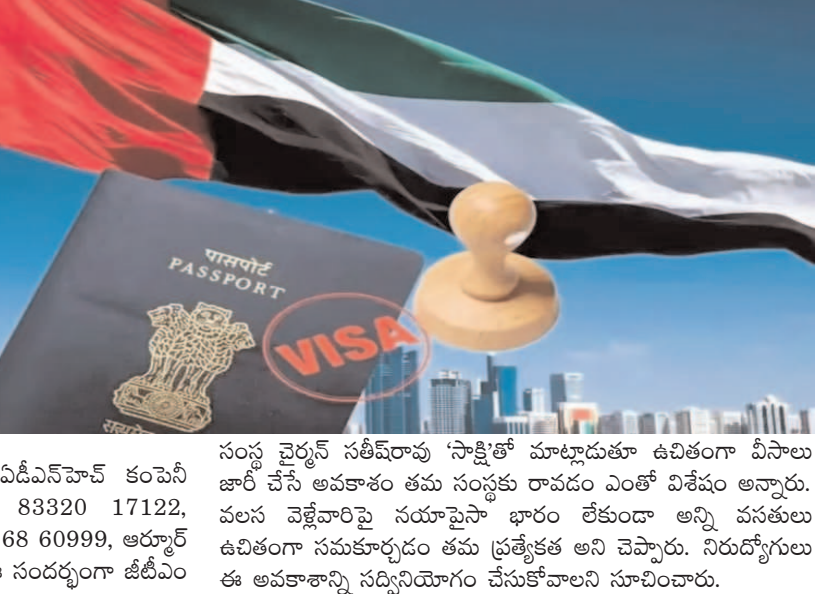 पासपोर्ट
PASSPORT
VISA
ఏడీఎన్‌హెచ్ కంపెనీ
83320 17122,
68 60999, ఆర్మూర్
సందర్భంగా జీటీఎం
సంస్థ చైర్మన్ సతీష్‌రావు ‘సాక్షి’తో మాట్లాడుతూ ఉచితంగా వీసాలు
జారీ చేసే అవకాశం తమ సంస్థకు రావడం ఎంతో విశేషం అన్నారు.
వలస వెళ్లేవారిపై నయాపైసా భారం లేకుండా అన్ని వసతులు
ఉచితంగా సమకూర్చడం తమ ప్రత్యేకత అని చెప్పారు. నిరుద్యోగులు
ఈ అవకాశాన్ని సద్వినియోగం చేసుకోవాలని సూచించారు.